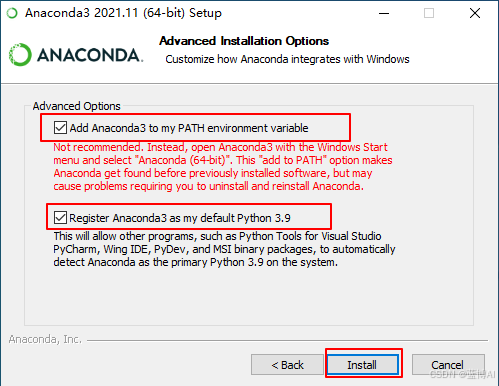 Anaconda3 2021.11 (64-bit) Setup
ANACONDA.
Advanced Installation Options
Customize how Anaconda integrates with Windows
Advanced Options
Add Anaconda3 to my PATH environment variable
Not recommended. Instead, open Anaconda3 with the Windows Start
menu and select "Anaconda (64-bit)". This "add to PATH" option makes
Anaconda get found before previously installed software, but may
cause problems requiring you to uninstall and reinstall Anaconda.
Register Anaconda3 as my default Python 3.9
This will allow other programs, such as Python Tools for Visual Studio
PyCharm, Wing IDE, PyDev, and MSI binary packages, to automatically
detect Anaconda as the primary Python 3.9 on the system.
Anaconda, Inc.
< Back
Install
Cancel
CSDN @蓝博AI